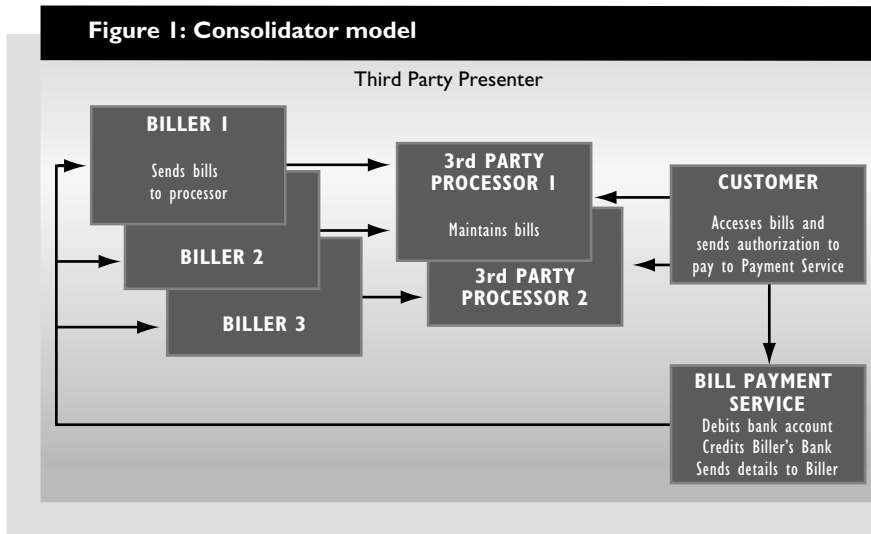 Figure 1: Consolidator model
Third Party Presenter
BILLER 1
Sends bills
to processor
BILLER 2
BILLER 3
3rd PARTY
PROCESSOR 1
Maintains bills
3rd PARTY
PROCESSOR 2
CUSTOMER
Accesses bills and
sends authorization to
pay to Payment Service
BILL PAYMENT
SERVICE
Debits bank account
Credits Biller's Bank
Sends details to Biller